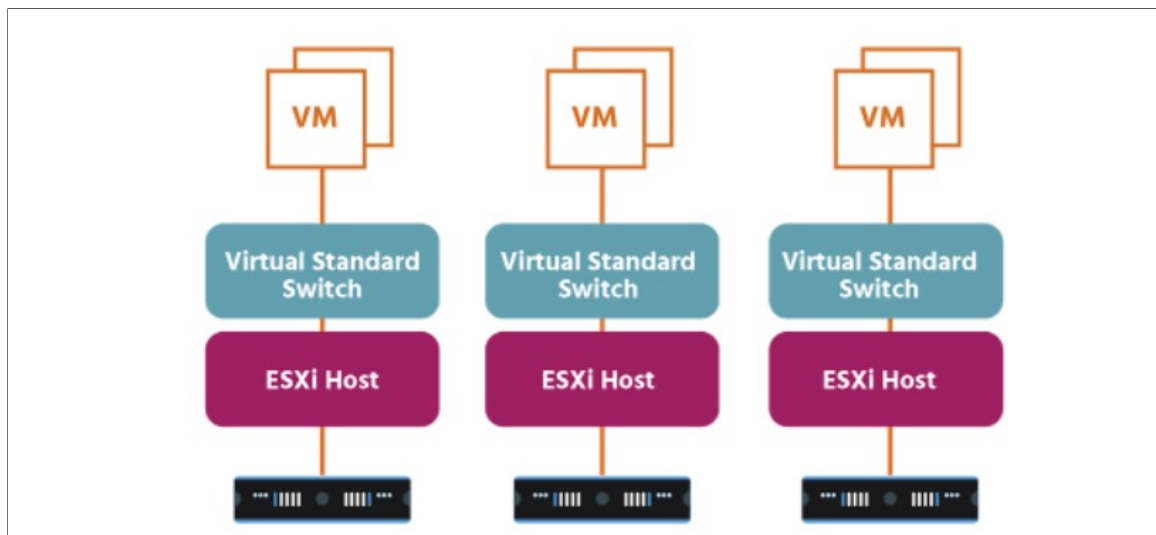 VM
VM
VM
Virtual Standard
Switch
Virtual Standard
Switch
Virtual Standard
Switch
ESXi Host
ESXi Host
ESXi Host